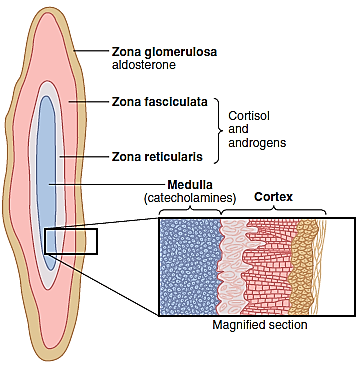 Zona glomerulosa
aldosterone
Zona fasciculata
Cortisol
and
androgens
Zona reticularis
Medulla
(catecholamines)
Cortex
Magnified section